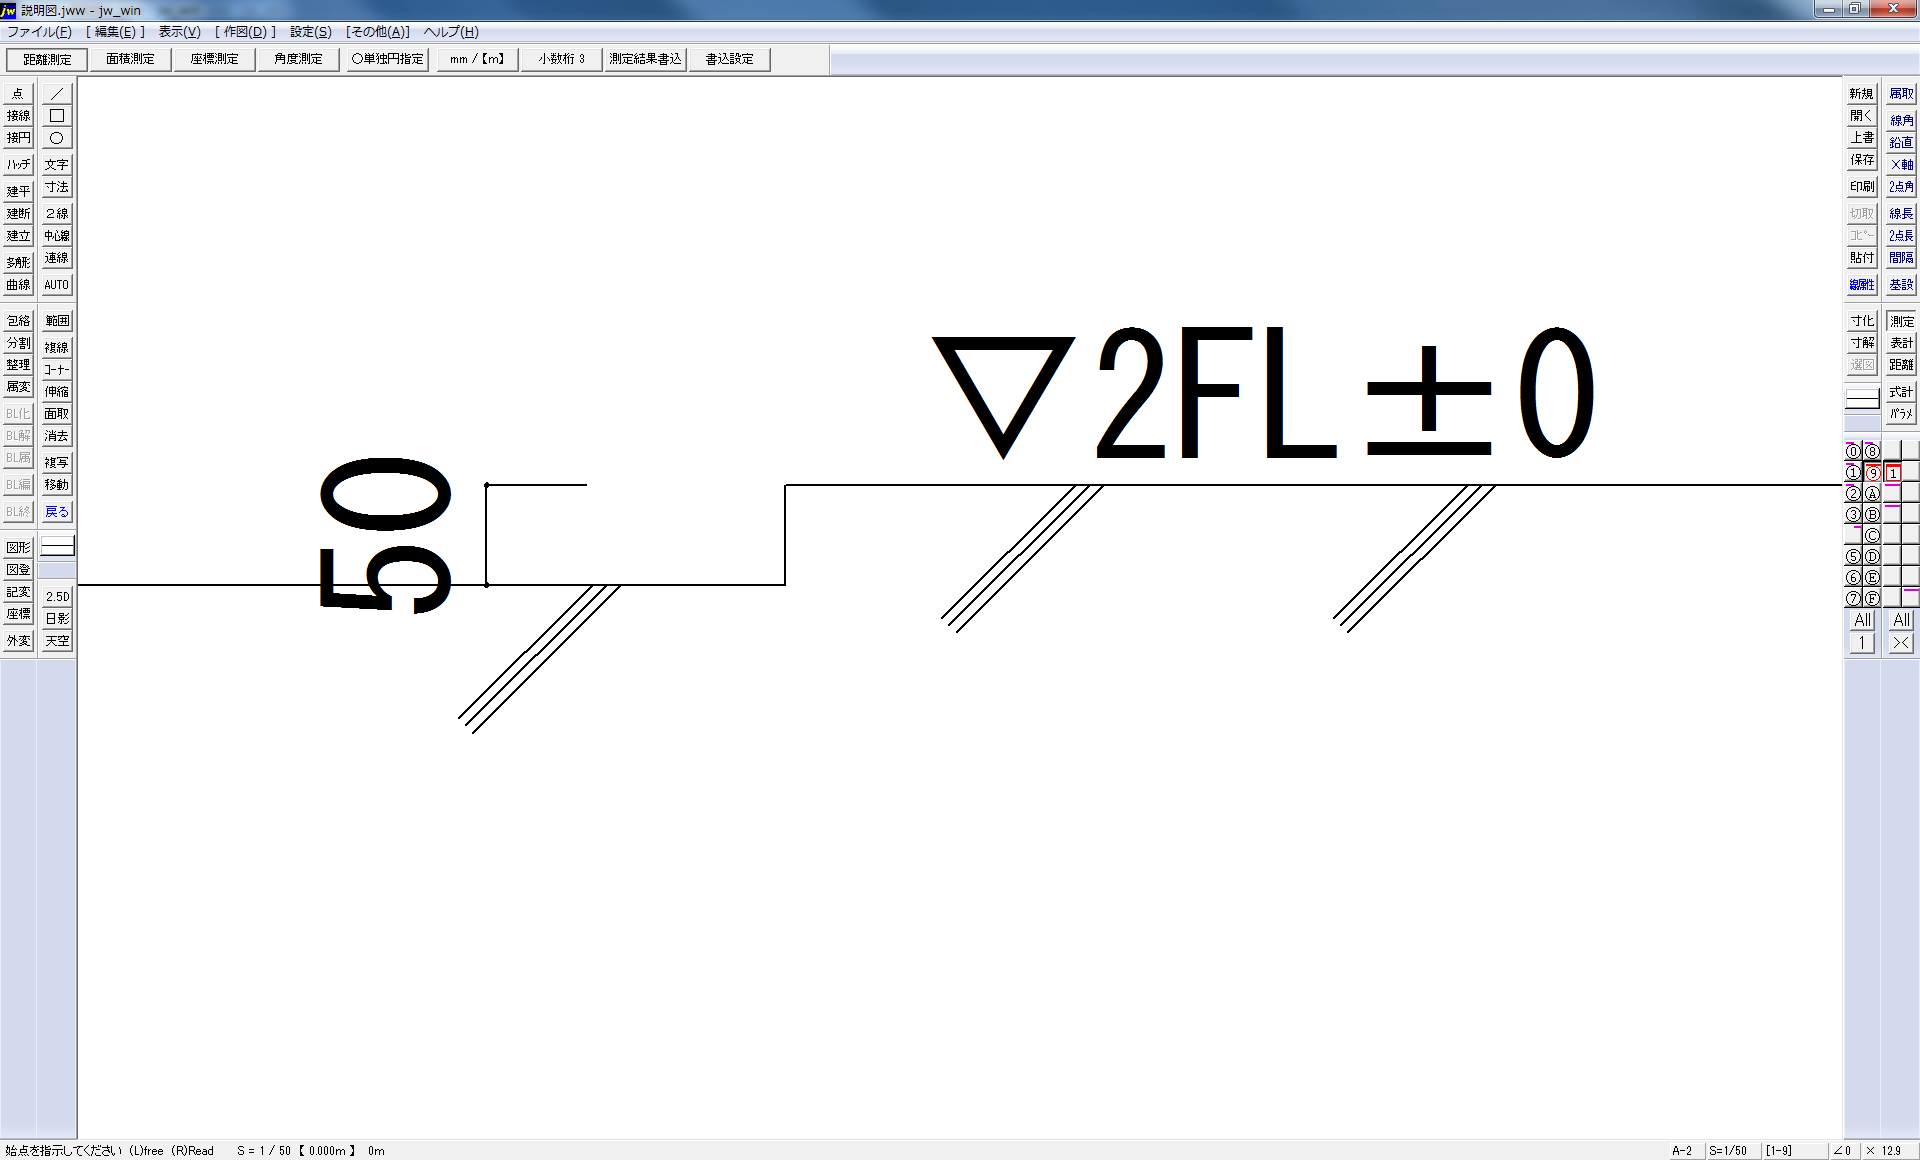 説明図.jww - jw_win
ファイル(F) [ 編集(E) ] 表示(V) [ 作図(D) ] 設定(S) [その他(A)] ヘルプ(H)
距離測定 面積測定 座標測定 角度測定 ○単独円指定 mm /【m】 小数桁 3 測定結果書込 書込設定
点 ／ 新規 属取
接線 □ 開く 線角
接円 ○ 上書 鉛直
ハッチ 文字 保存 X軸
建平 寸法 印刷 2点角
建断 2線 切取 線長
建立 中心線 コピー 2点長
多角形 連線 貼付 間隔
曲線 AUTO 線属性 基設
包絡 範囲 寸化 測定
分割 複線 寸解 表計
整理 コーナー 選図 距離
属変 伸縮 式計
BL化 面取 パラメ
BL解 消去
BL属 複写
BL編 移動
BL終 戻る
図形
図登
記変 2.5D
座標 日影
外変 天空
▽2FL±0
50
0 8
1 9 1
2 A
3 B
C
5 D
6 E
7 F
All All
1 ><
始点を指示してください (L)free (R)Read S = 1 / 50 【 0.000m 】 0m A-2 S=1/50 [1-9] ∠0 × 12.9